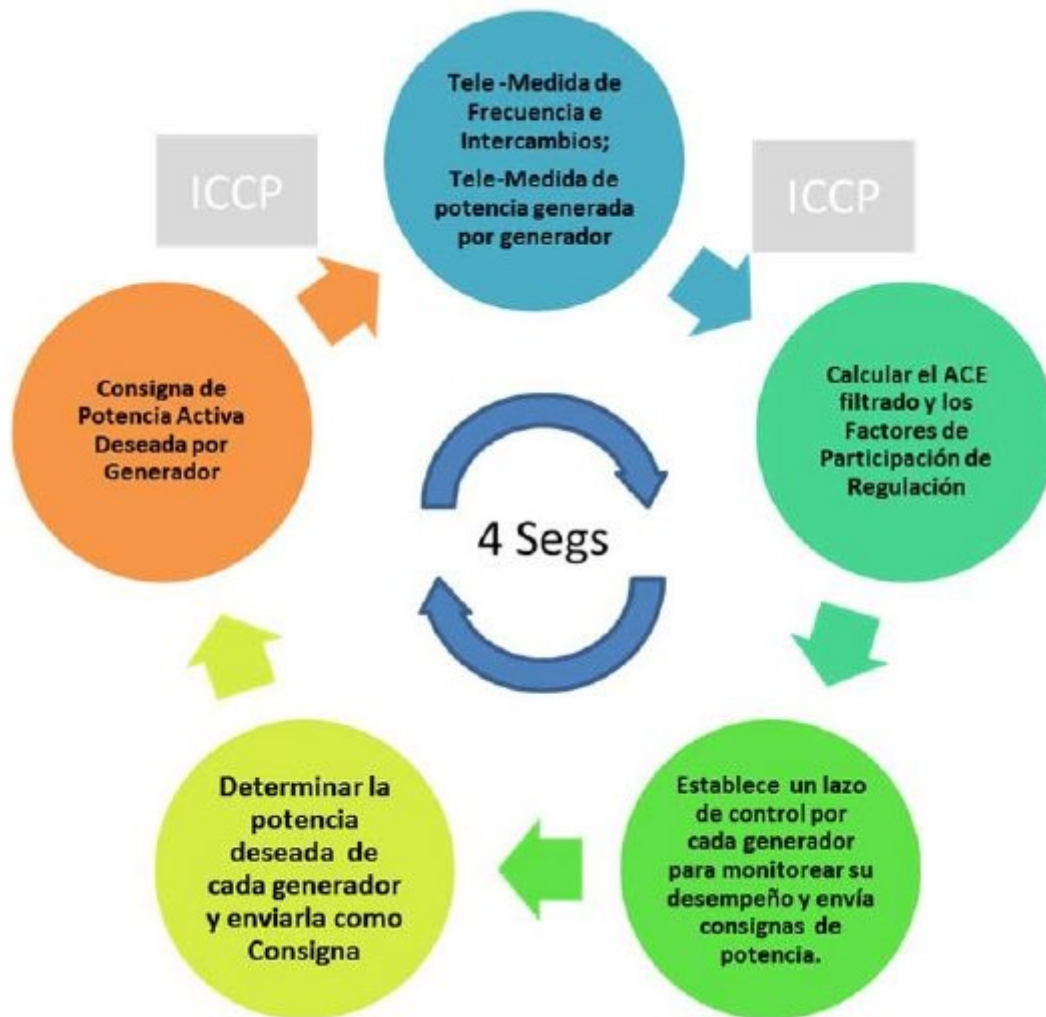 Tele -Medida de
Frecuencia e
Intercambios;
Tele-Medida de
potencia generada
por generador
ICCP
ICCP
Calcular el ACE
filtrado y los
Factores de
Participación de
Regulación
Consigna de
Potencia Activa
Deseada por
Generador
4 Segs
Establece un lazo
de control por
cada generador
para monitorear su
desempeño y envía
consignas de
potencia.
Determinar la
potencia
deseada de
cada generador
y enviarla como
Consigna